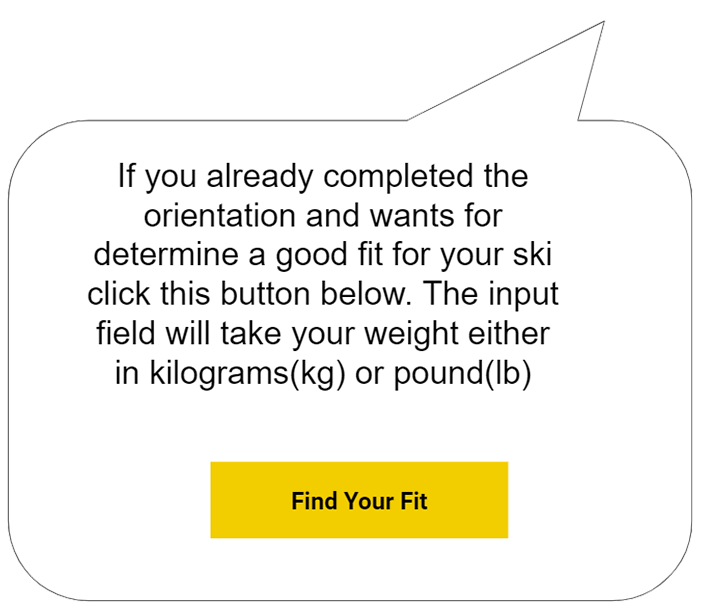 If you already completed the
orientation and wants for
determine a good fit for your ski
click this button below. The input
field will take your weight either
in kilograms(kg) or pound(lb)
Find Your Fit